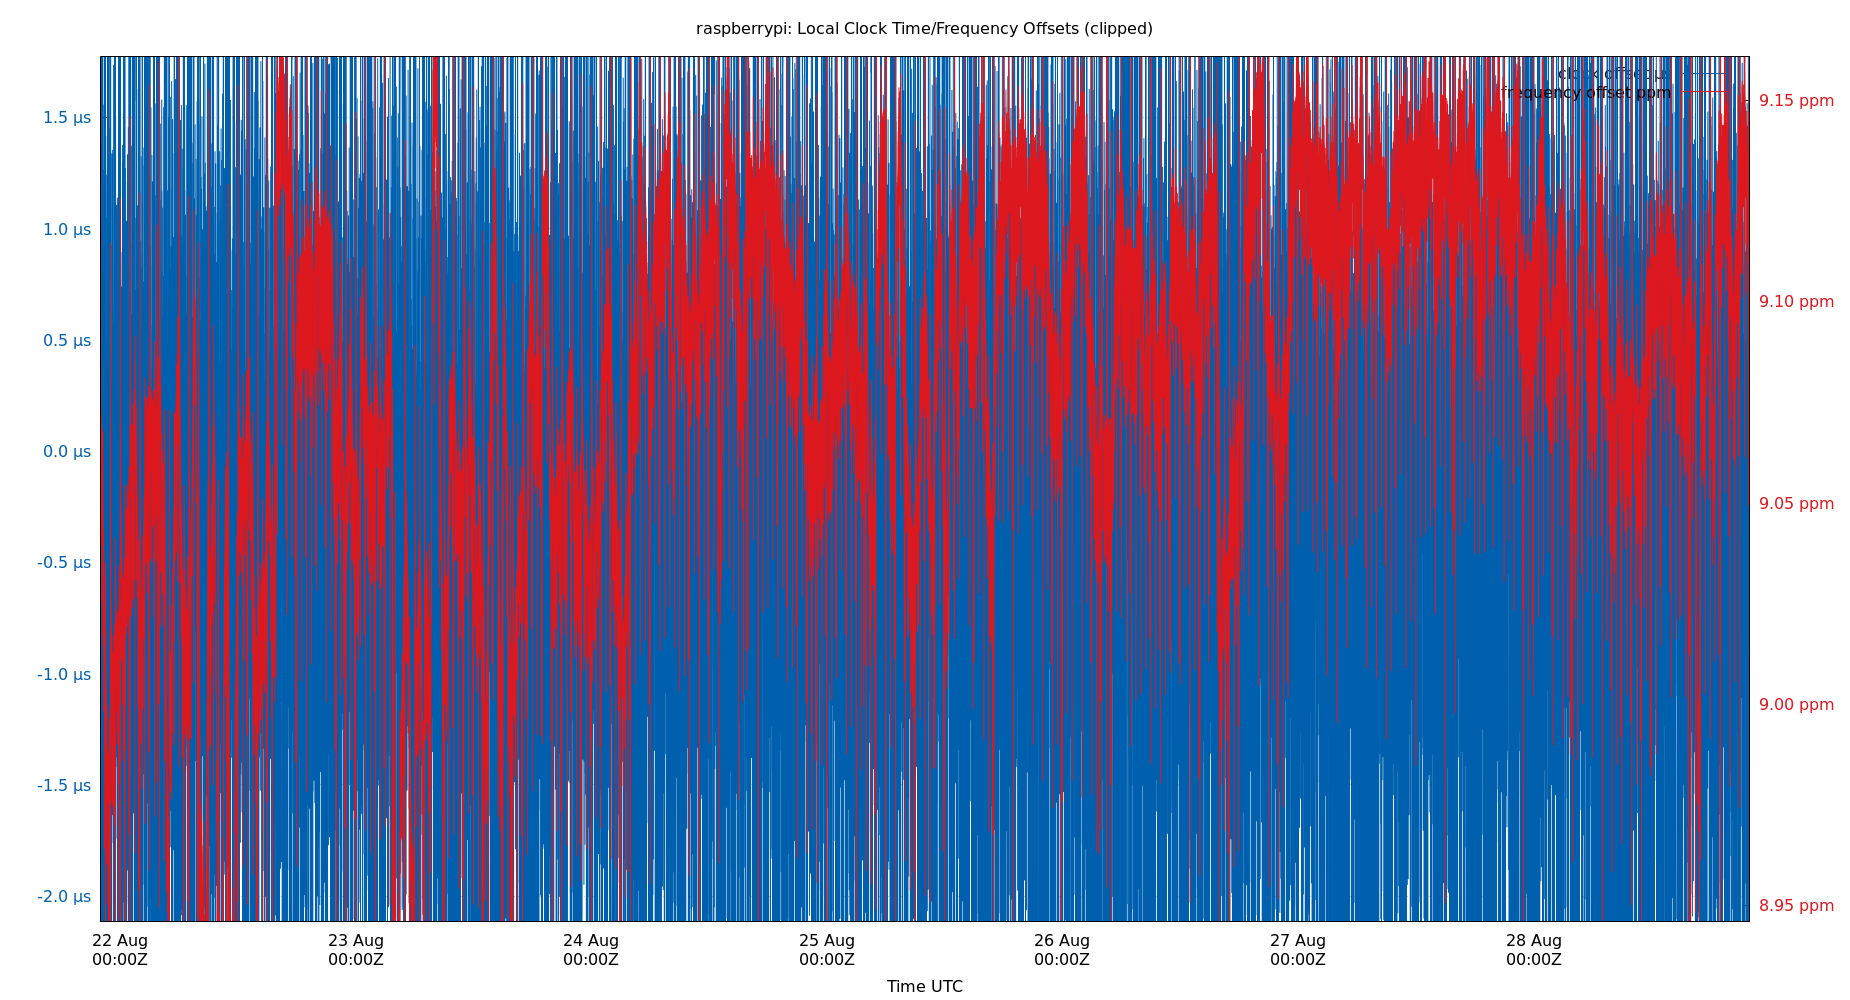 raspberrypi: Local Clock Time/Frequency Offsets (clipped)
clock offset µs
frequency offset ppm
1.5 µs
1.0 µs
0.5 µs
0.0 µs
-0.5 µs
-1.0 µs
-1.5 µs
-2.0 µs
9.15 ppm
9.10 ppm
9.05 ppm
9.00 ppm
8.95 ppm
22 Aug 23 Aug 24 Aug 25 Aug 26 Aug 27 Aug 28 Aug
00:00Z 00:00Z 00:00Z 00:00Z 00:00Z 00:00Z 00:00Z
Time UTC